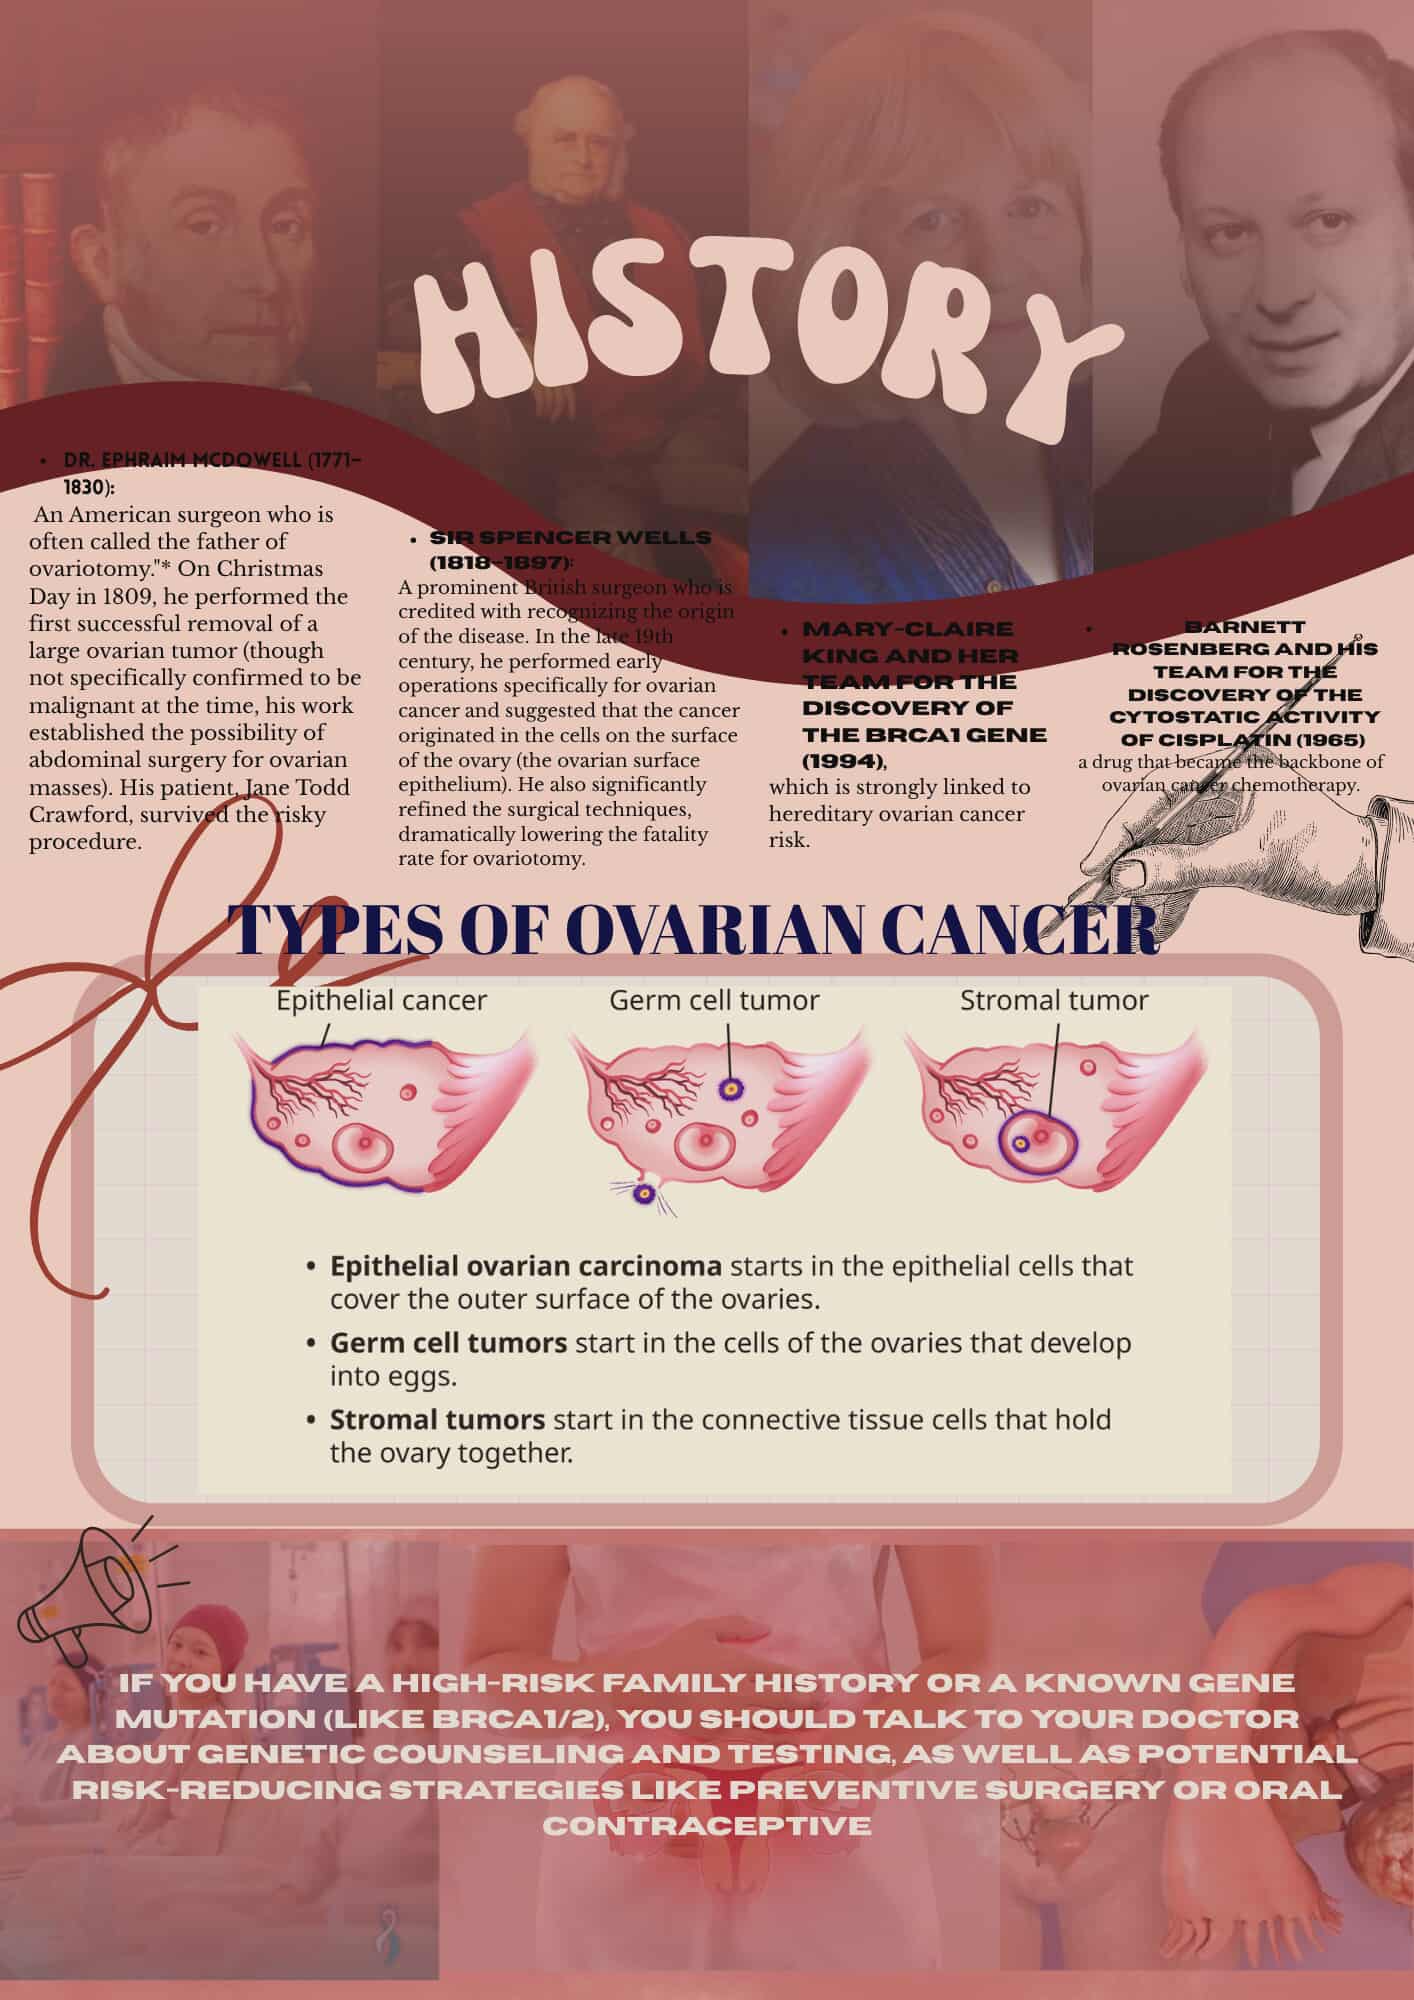 HISTORY
• DR. EPHRAIM MCDOWELL (1771–
1830):
An American surgeon who is
often called the father of
ovariotomy."* On Christmas
Day in 1809, he performed the
first successful removal of a
large ovarian tumor (though
not specifically confirmed to be
malignant at the time, his work
established the possibility of
abdominal surgery for ovarian
masses). His patient, Jane Todd
Crawford, survived the risky
procedure.
• SIR SPENCER WELLS
(1818–1897):
A prominent British surgeon who is
credited with recognizing the origin
of the disease. In the late 19th
century, he performed early
operations specifically for ovarian
cancer and suggested that the cancer
originated in the cells on the surface
of the ovary (the ovarian surface
epithelium). He also significantly
refined the surgical techniques,
dramatically lowering the fatality
rate for ovariotomy.
• MARY-CLAIRE
KING AND HER
TEAM FOR THE
DISCOVERY OF
THE BRCA1 GENE
(1994),
which is strongly linked to
hereditary ovarian cancer
risk.
• BARNETT
ROSENBERG AND HIS
TEAM FOR THE
DISCOVERY OF THE
CYTOSTATIC ACTIVITY
OF CISPLATIN (1965)
a drug that became the backbone of
ovarian cancer chemotherapy.
TYPES OF OVARIAN CANCER
Epithelial cancer
Germ cell tumor
Stromal tumor
• Epithelial ovarian carcinoma starts in the epithelial cells that
cover the outer surface of the ovaries.
• Germ cell tumors start in the cells of the ovaries that develop
into eggs.
• Stromal tumors start in the connective tissue cells that hold
the ovary together.
IF YOU HAVE A HIGH-RISK FAMILY HISTORY OR A KNOWN GENE
MUTATION (LIKE BRCA1/2), YOU SHOULD TALK TO YOUR DOCTOR
ABOUT GENETIC COUNSELING AND TESTING, AS WELL AS POTENTIAL
RISK-REDUCING STRATEGIES LIKE PREVENTIVE SURGERY OR ORAL
CONTRACEPTIVE